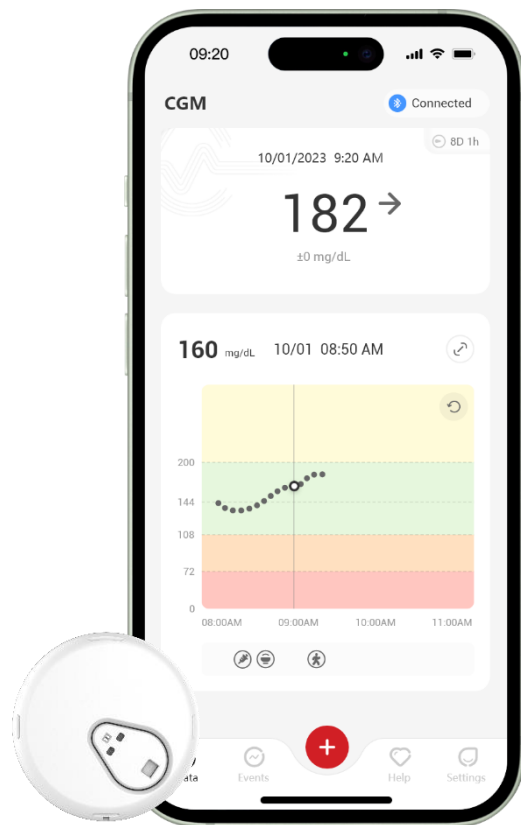 09:20
CGM
Connected
8D 1h
10/01/2023 9:20 AM
182
±0 mg/dL
160 mg/dL 10/01 08:50 AM
200
144
108
72
0
08:00AM 09:00AM 10:00AM 11:00AM
Events
Help
Settings